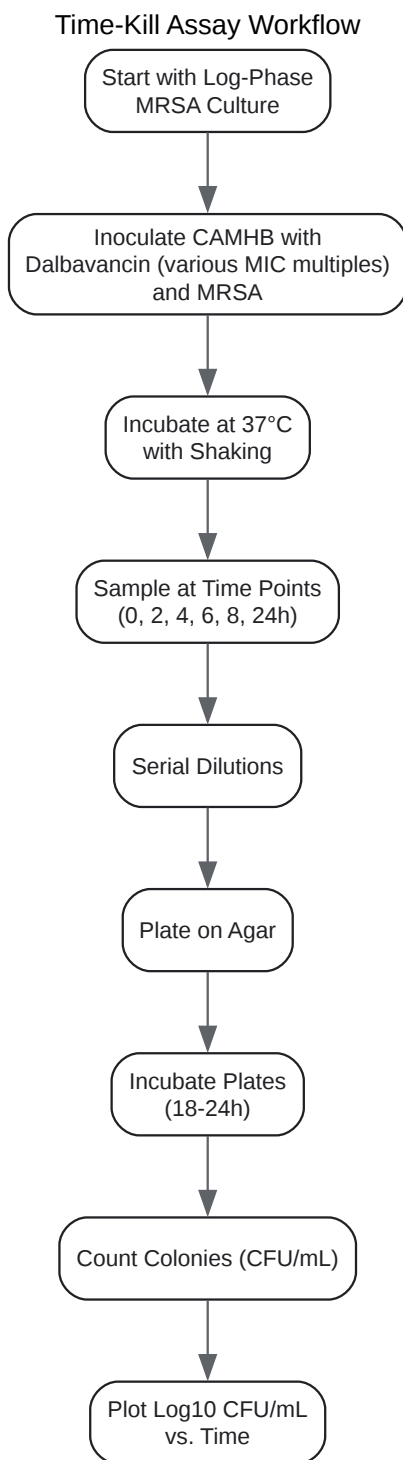 Time-Kill Assay Workflow
Start with Log-Phase
MRSA Culture
Inoculate CAMHB with
Dalbavancin (various MIC multiples)
and MRSA
Incubate at 37°C
with Shaking
Sample at Time Points
(0, 2, 4, 6, 8, 24h)
Serial Dilutions
Plate on Agar
Incubate Plates
(18-24h)
Count Colonies (CFU/mL)
Plot Log10 CFU/mL
vs. Time